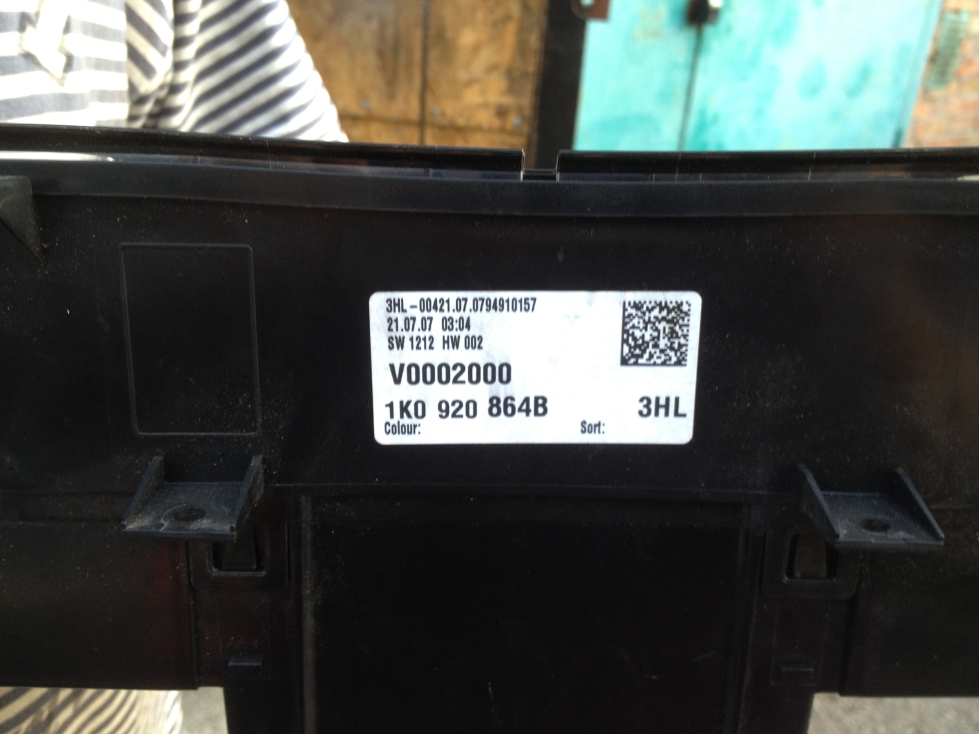 3HL-00421.07.0794910157
21.07.07 03:04
SW 1212 HW 002
V0002000
1K0 920 864B 3HL
Colour: Sort: